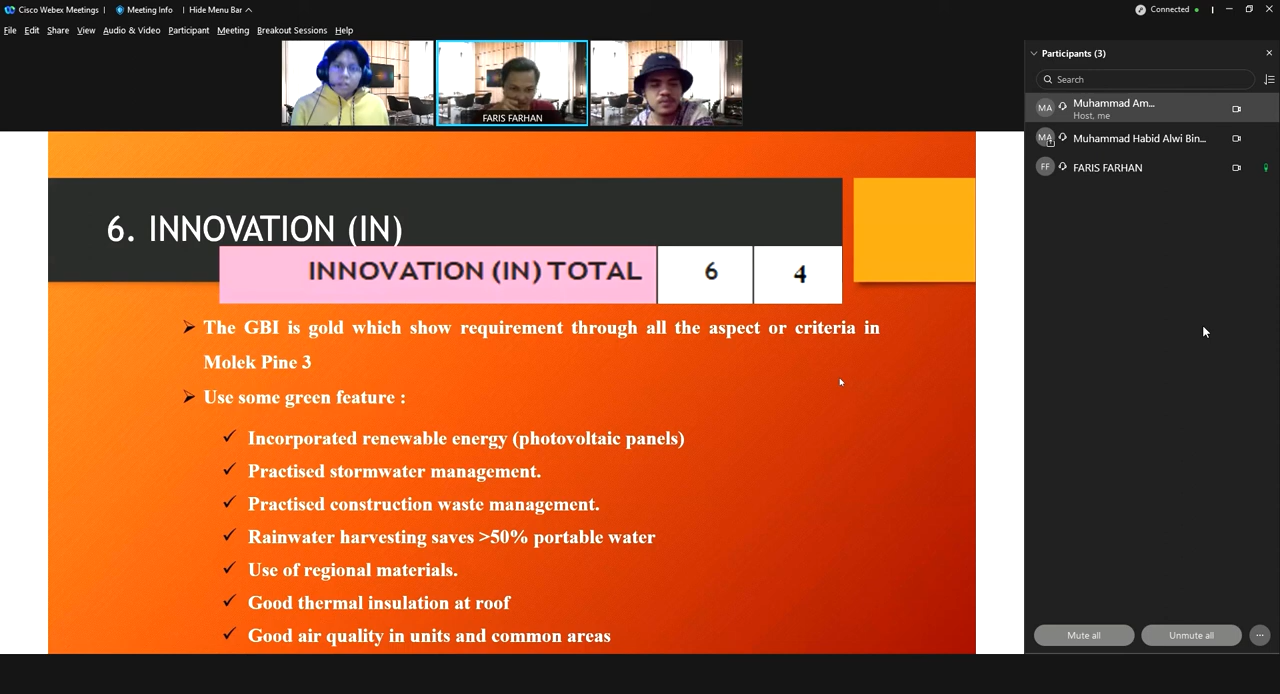 Cisco Webex Meetings
Meeting Info
Hide Menu Bar
Connected
File Edit Share View Audio & Video Participant Meeting Breakout Sessions Help
FARIS FARHAN
Participants (3)
Search
MA
Muhammad Am...
Host, me
MA
Muhammad Habid Alwi Bin...
FF
FARIS FARHAN
6. INNOVATION (IN)
INNOVATION (IN) TOTAL 6 4
The GBI is gold which show requirement through all the aspect or criteria in
Molek Pine 3
Use some green feature :
Incorporated renewable energy (photovoltaic panels)
Practised stormwater management.
Practised construction waste management.
Rainwater harvesting saves >50% portable water
Use of regional materials.
Good thermal insulation at roof
Good air quality in units and common areas
Mute all
Unmute all
...